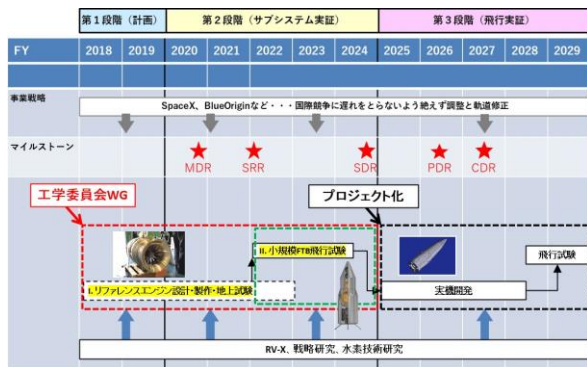 第１段階（計画） 第２段階（サブシステム実証） 第３段階（飛行実証）
FY 2018 2019 2020 2021 2022 2023 2024 2025 2026 2027 2028 2029
事業戦略
SpaceX、BlueOriginなど・・・国際競争に遅れをとらないよう絶えず調整と軌道修正
マイルストーン
MDR SRR SDR PDR CDR
工学委員会WG プロジェクト化
II. 小規模FTB飛行試験
飛行試験
I. リファレンスエンジン設計・製作・地上試験
実機開発
RV-X、戦略研究、水素技術研究